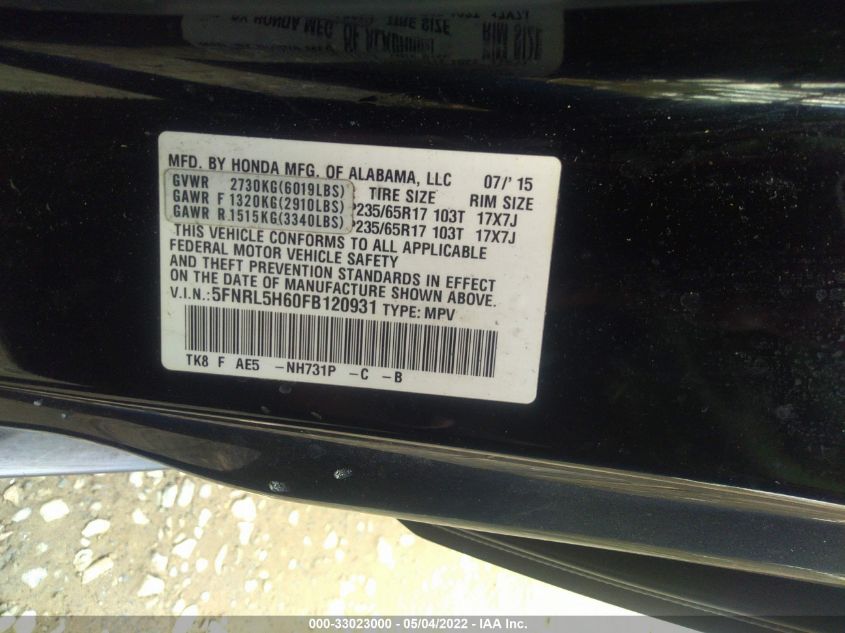 MFD. BY HONDA MFG. OF ALABAMA, LLC 07/'15
GVWR 2730KG(6019LBS) TIRE SIZE RIM SIZE
GAWR F 1320KG(2910LBS) P235/65R17 103T 17X7J
GAWR R 1515KG(3340LBS) P235/65R17 103T 17X7J
THIS VEHICLE CONFORMS TO ALL APPLICABLE
FEDERAL MOTOR VEHICLE SAFETY
AND THEFT PREVENTION STANDARDS IN EFFECT
ON THE DATE OF MANUFACTURE SHOWN ABOVE.
V.I.N.:5FNRL5H60FB120931 TYPE: MPV
TK8 F AE5 -NH731P -C -B
000-33023000 - 05/04/2022 - IAA Inc.